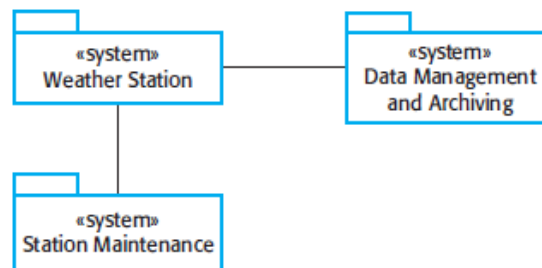 «system»
Weather Station
«system»
Data Management
and Archiving
«system»
Station Maintenance